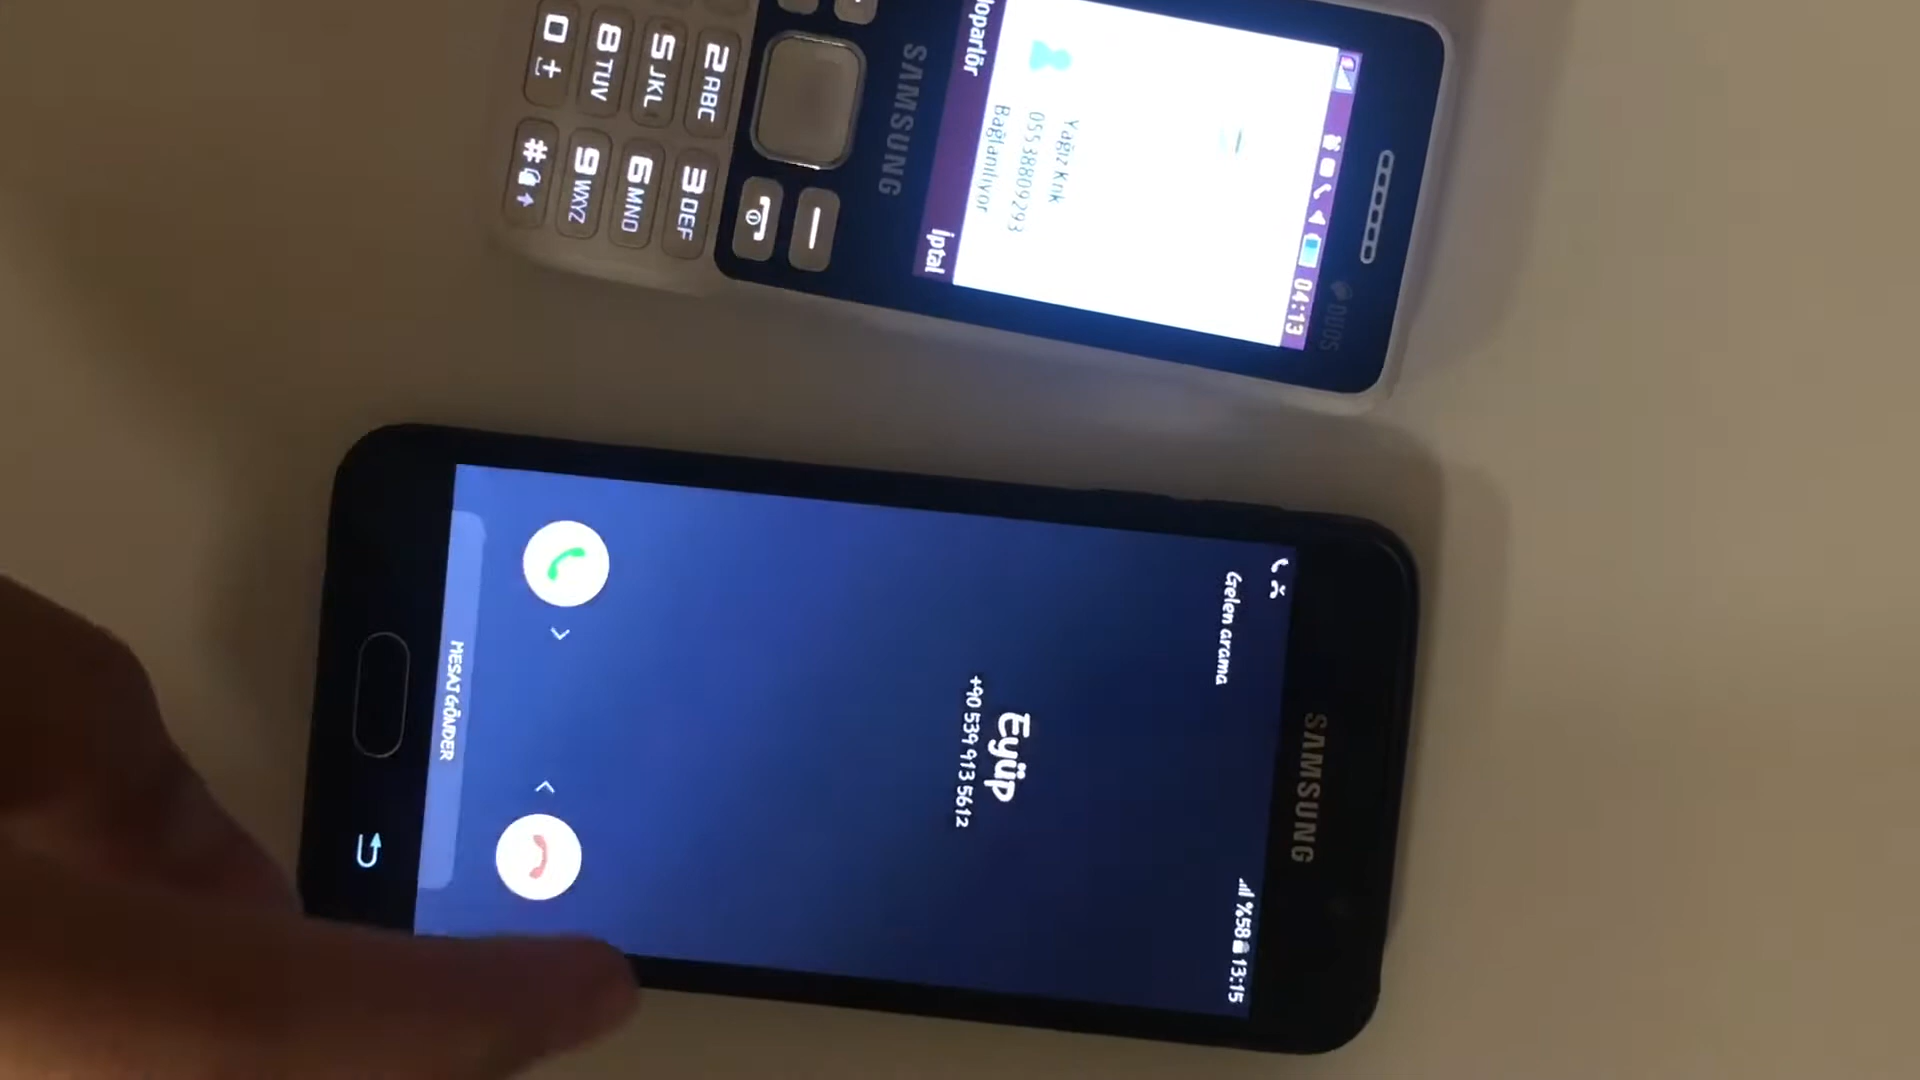 DUOS
04:13
Yağız Knk
05538809293
Bağlanılıyor
İptal
SAMSUNG
2 ABC
3 DEF
5 JKL
6 MNO
8 TUV
9 WXYZ
0 +
#
SAMSUNG
%58 13:15
Gelen arama
Eyüp
+90 539 913 5612
MESAJ GÖNDER